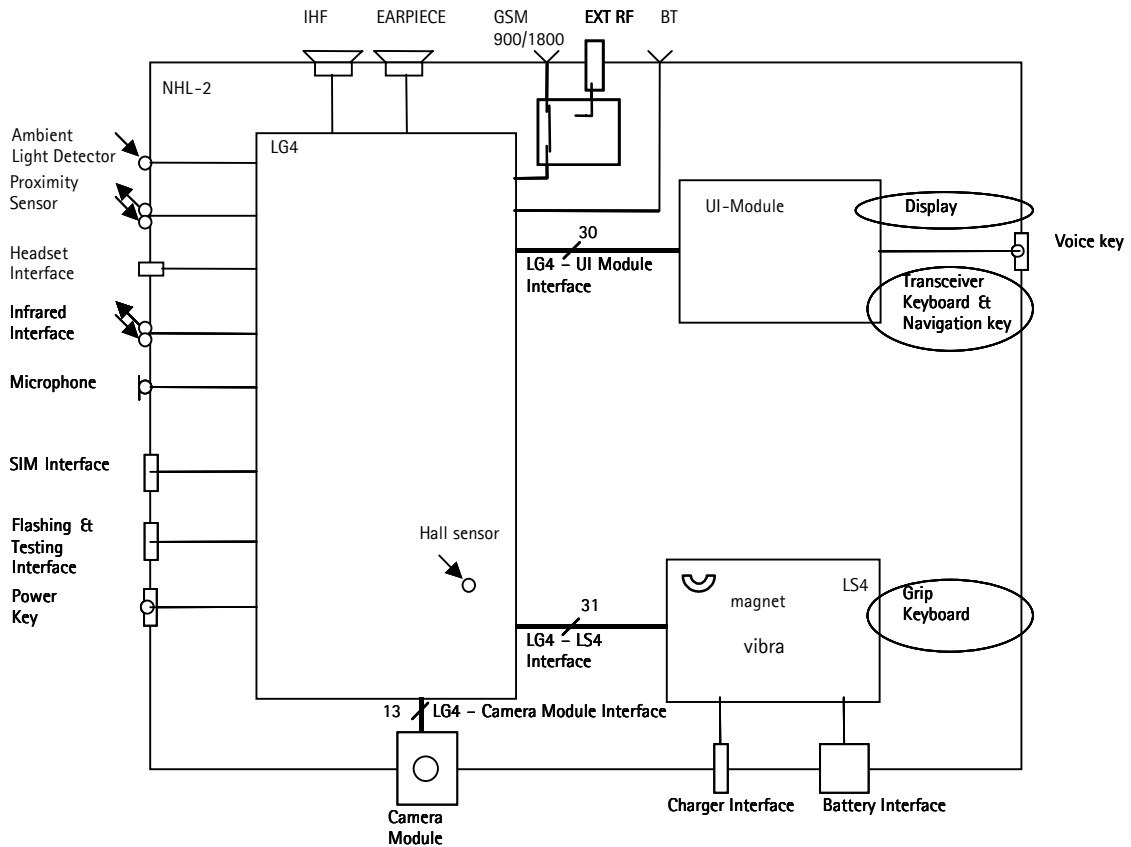 IHF
EARPIECE
GSM
900/1800
EXT RF
BT
NHL-2
Ambient
Light Detector
Proximity
Sensor
Headset
Interface
Infrared
Interface
Microphone
SIM Interface
Flashing &
Testing
Interface
Power
Key
LG4
Hall sensor
30
LG4 – UI Module
Interface
UI-Module
Display
Voice key
Transceiver
Keyboard &
Navigation key
31
LG4 – LS4
Interface
magnet
LS4
vibra
Grip
Keyboard
13
LG4 – Camera Module Interface
Camera
Module
Charger Interface
Battery Interface